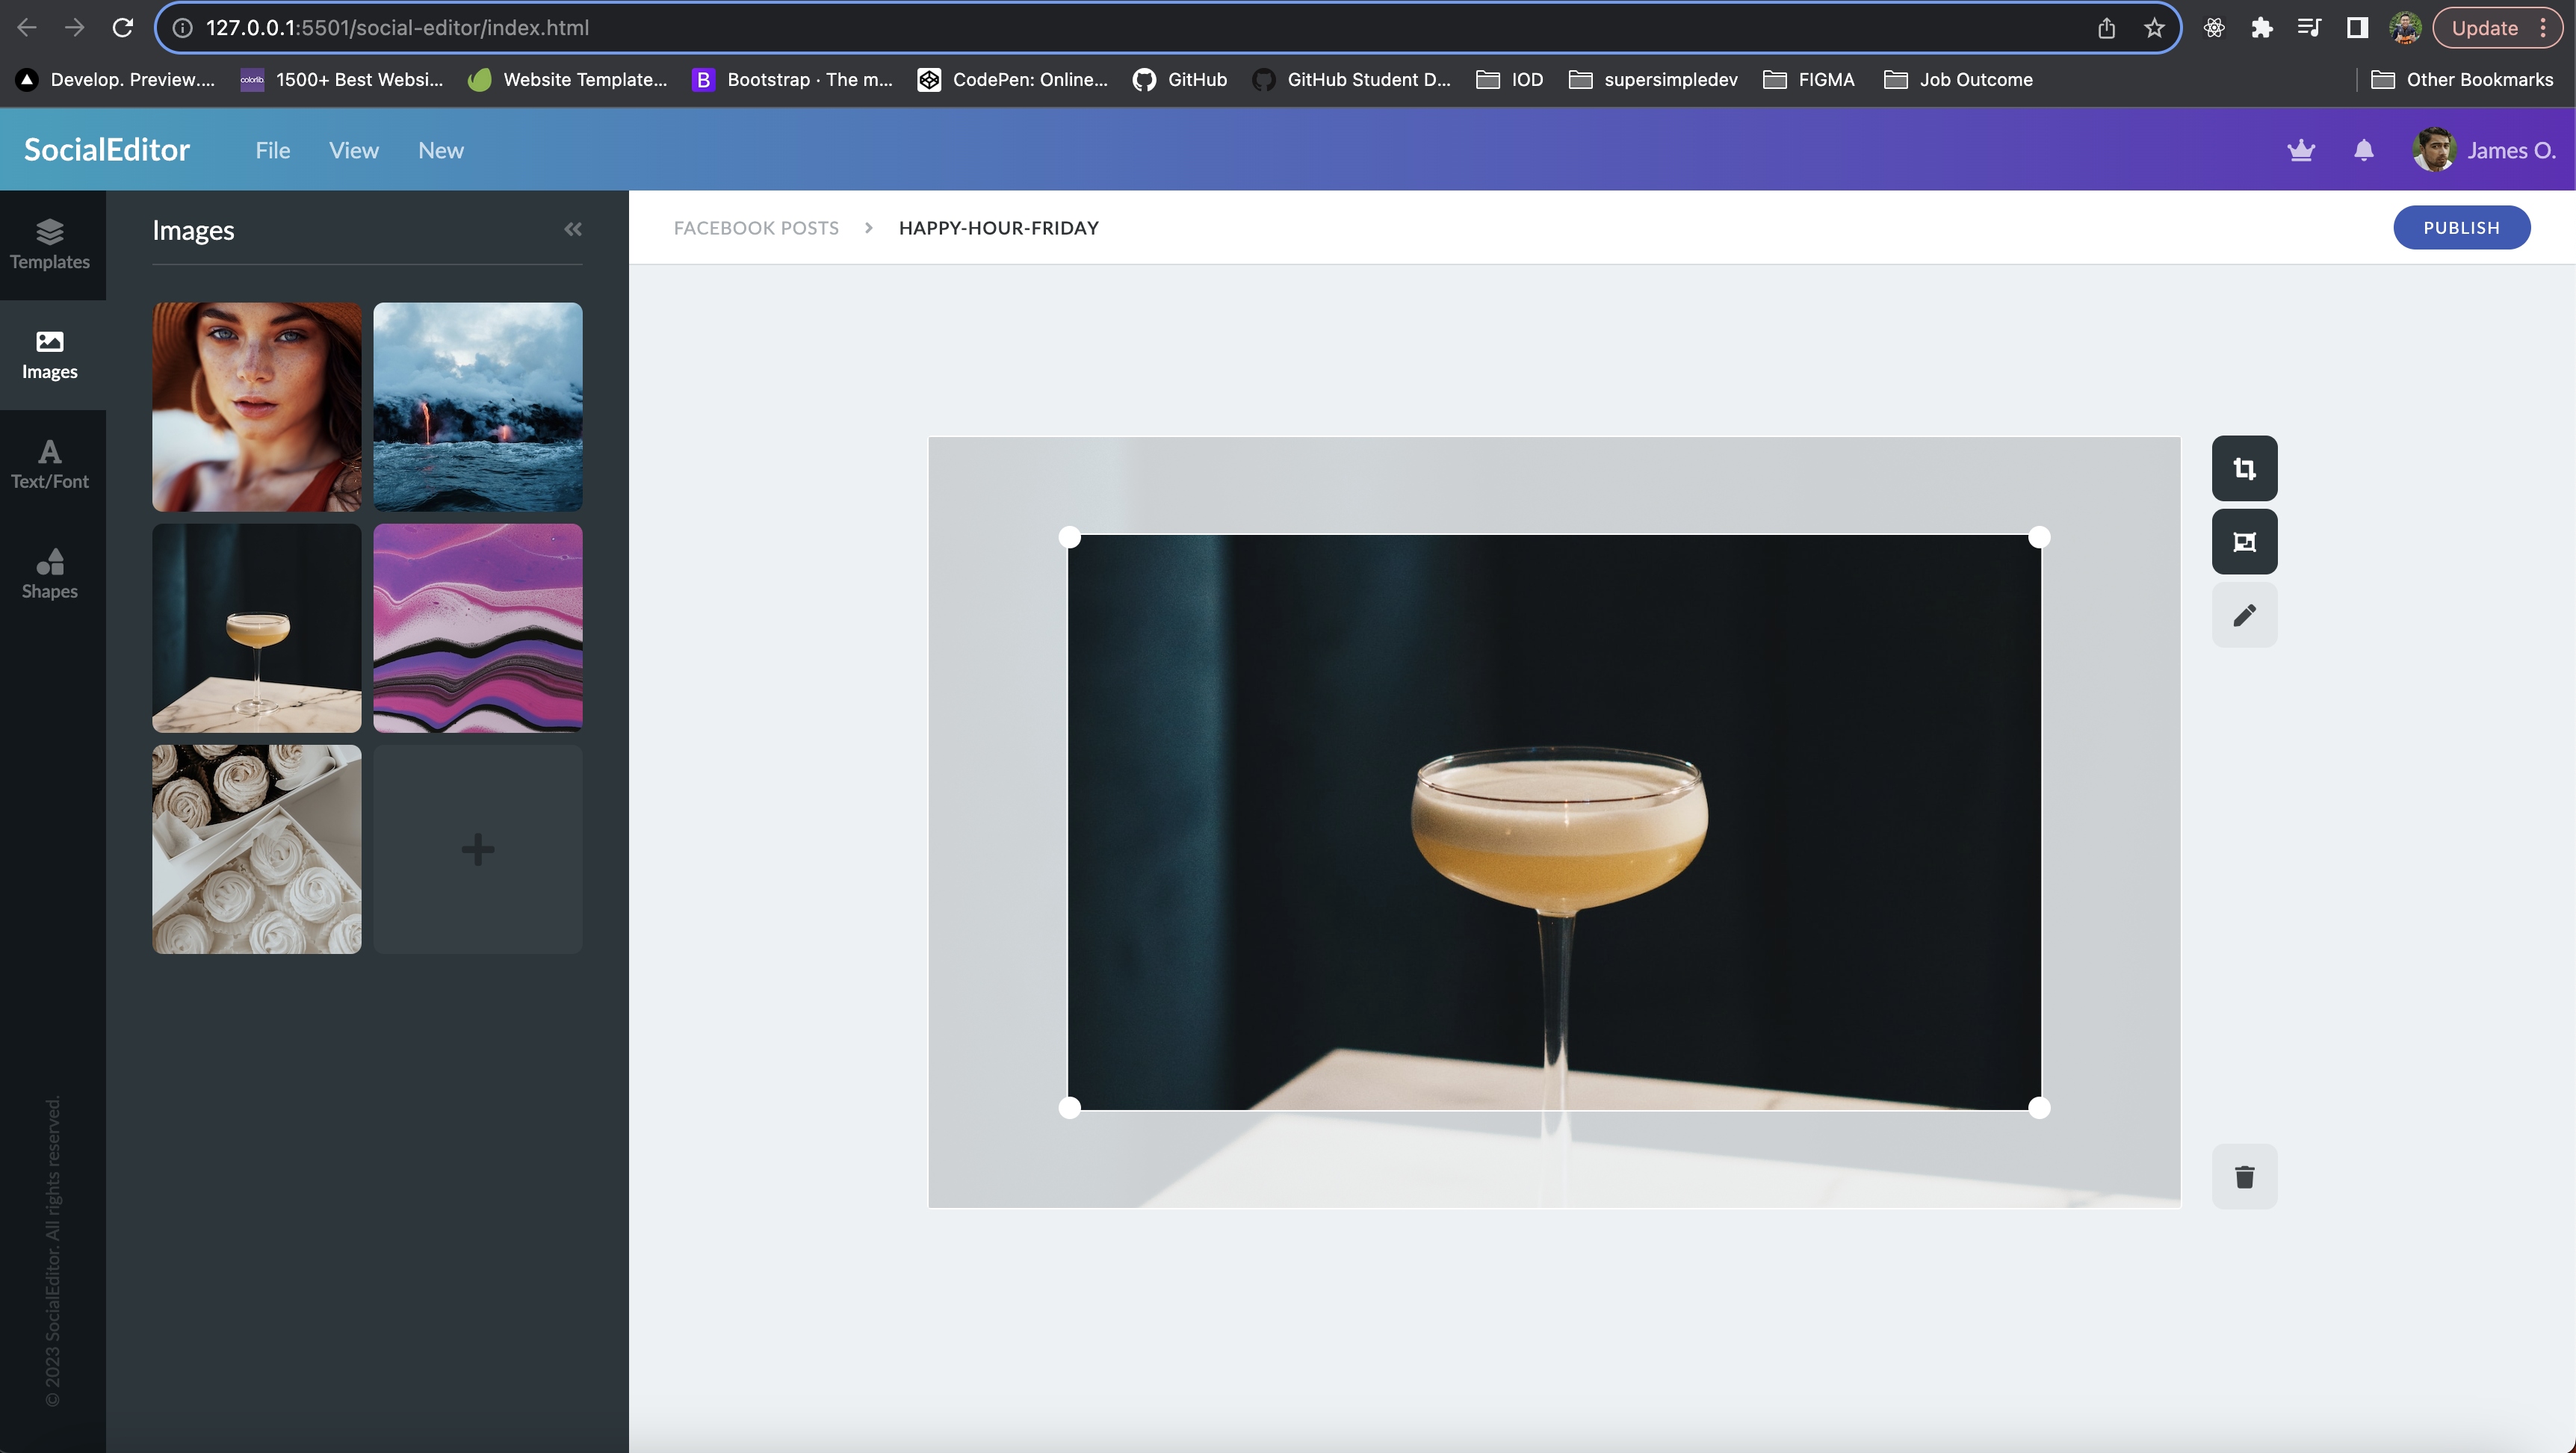 127.0.0.1:5501/social-editor/index.html
Update
Develop. Preview....
colorlib
1500+ Best Websi...
Website Template...
B
Bootstrap · The m...
CodePen: Online...
GitHub
GitHub Student D...
IOD
supersimpledev
FIGMA
Job Outcome
Other Bookmarks
SocialEditor
File
View
New
James O.
Templates
Images
Text/Font
Shapes
© 2023 SocialEditor. All rights reserved.
Images
FACEBOOK POSTS
HAPPY-HOUR-FRIDAY
PUBLISH